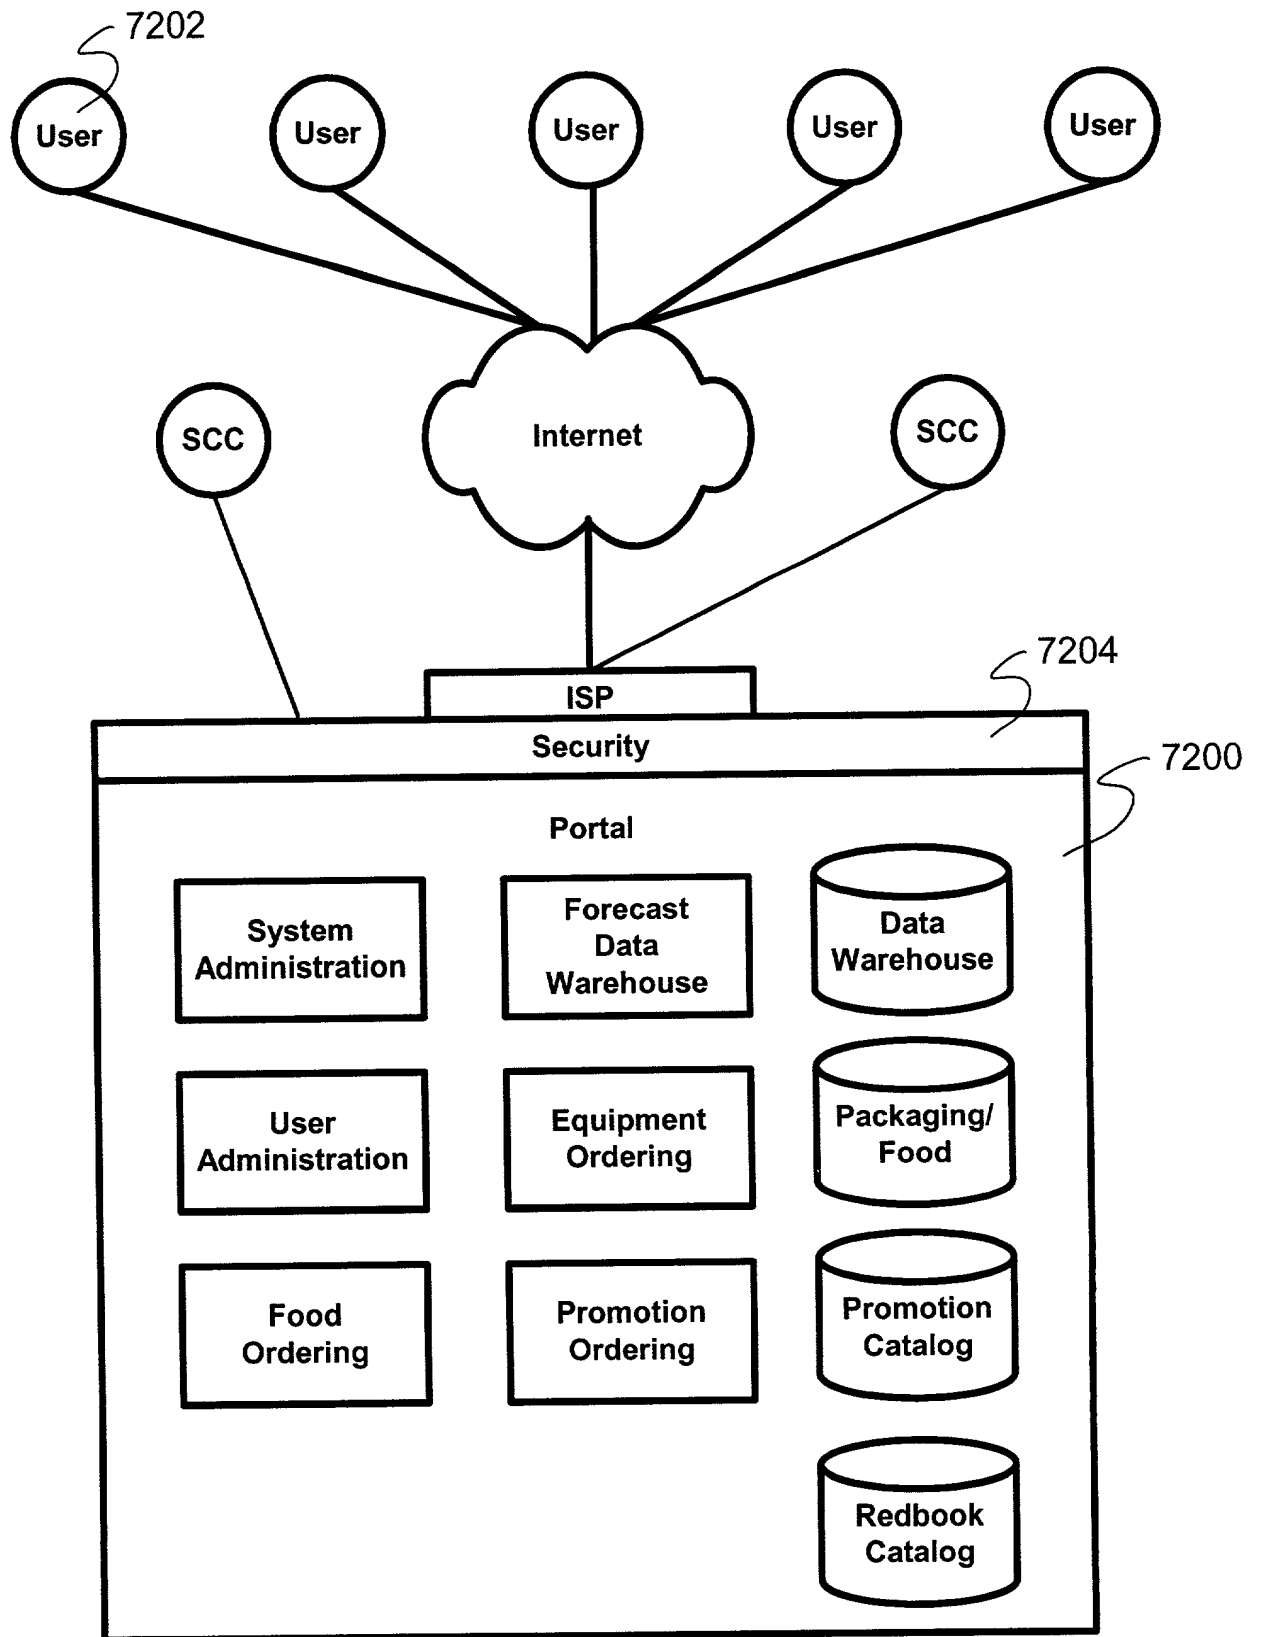 7202
User
User
User
User
User
SCC
Internet
SCC
7204
ISP
Security
7200
Portal
System
Administration
Forecast
Data
Warehouse
Data
Warehouse
User
Administration
Equipment
Ordering
Packaging/
Food
Food
Ordering
Promotion
Ordering
Promotion
Catalog
Redbook
Catalog